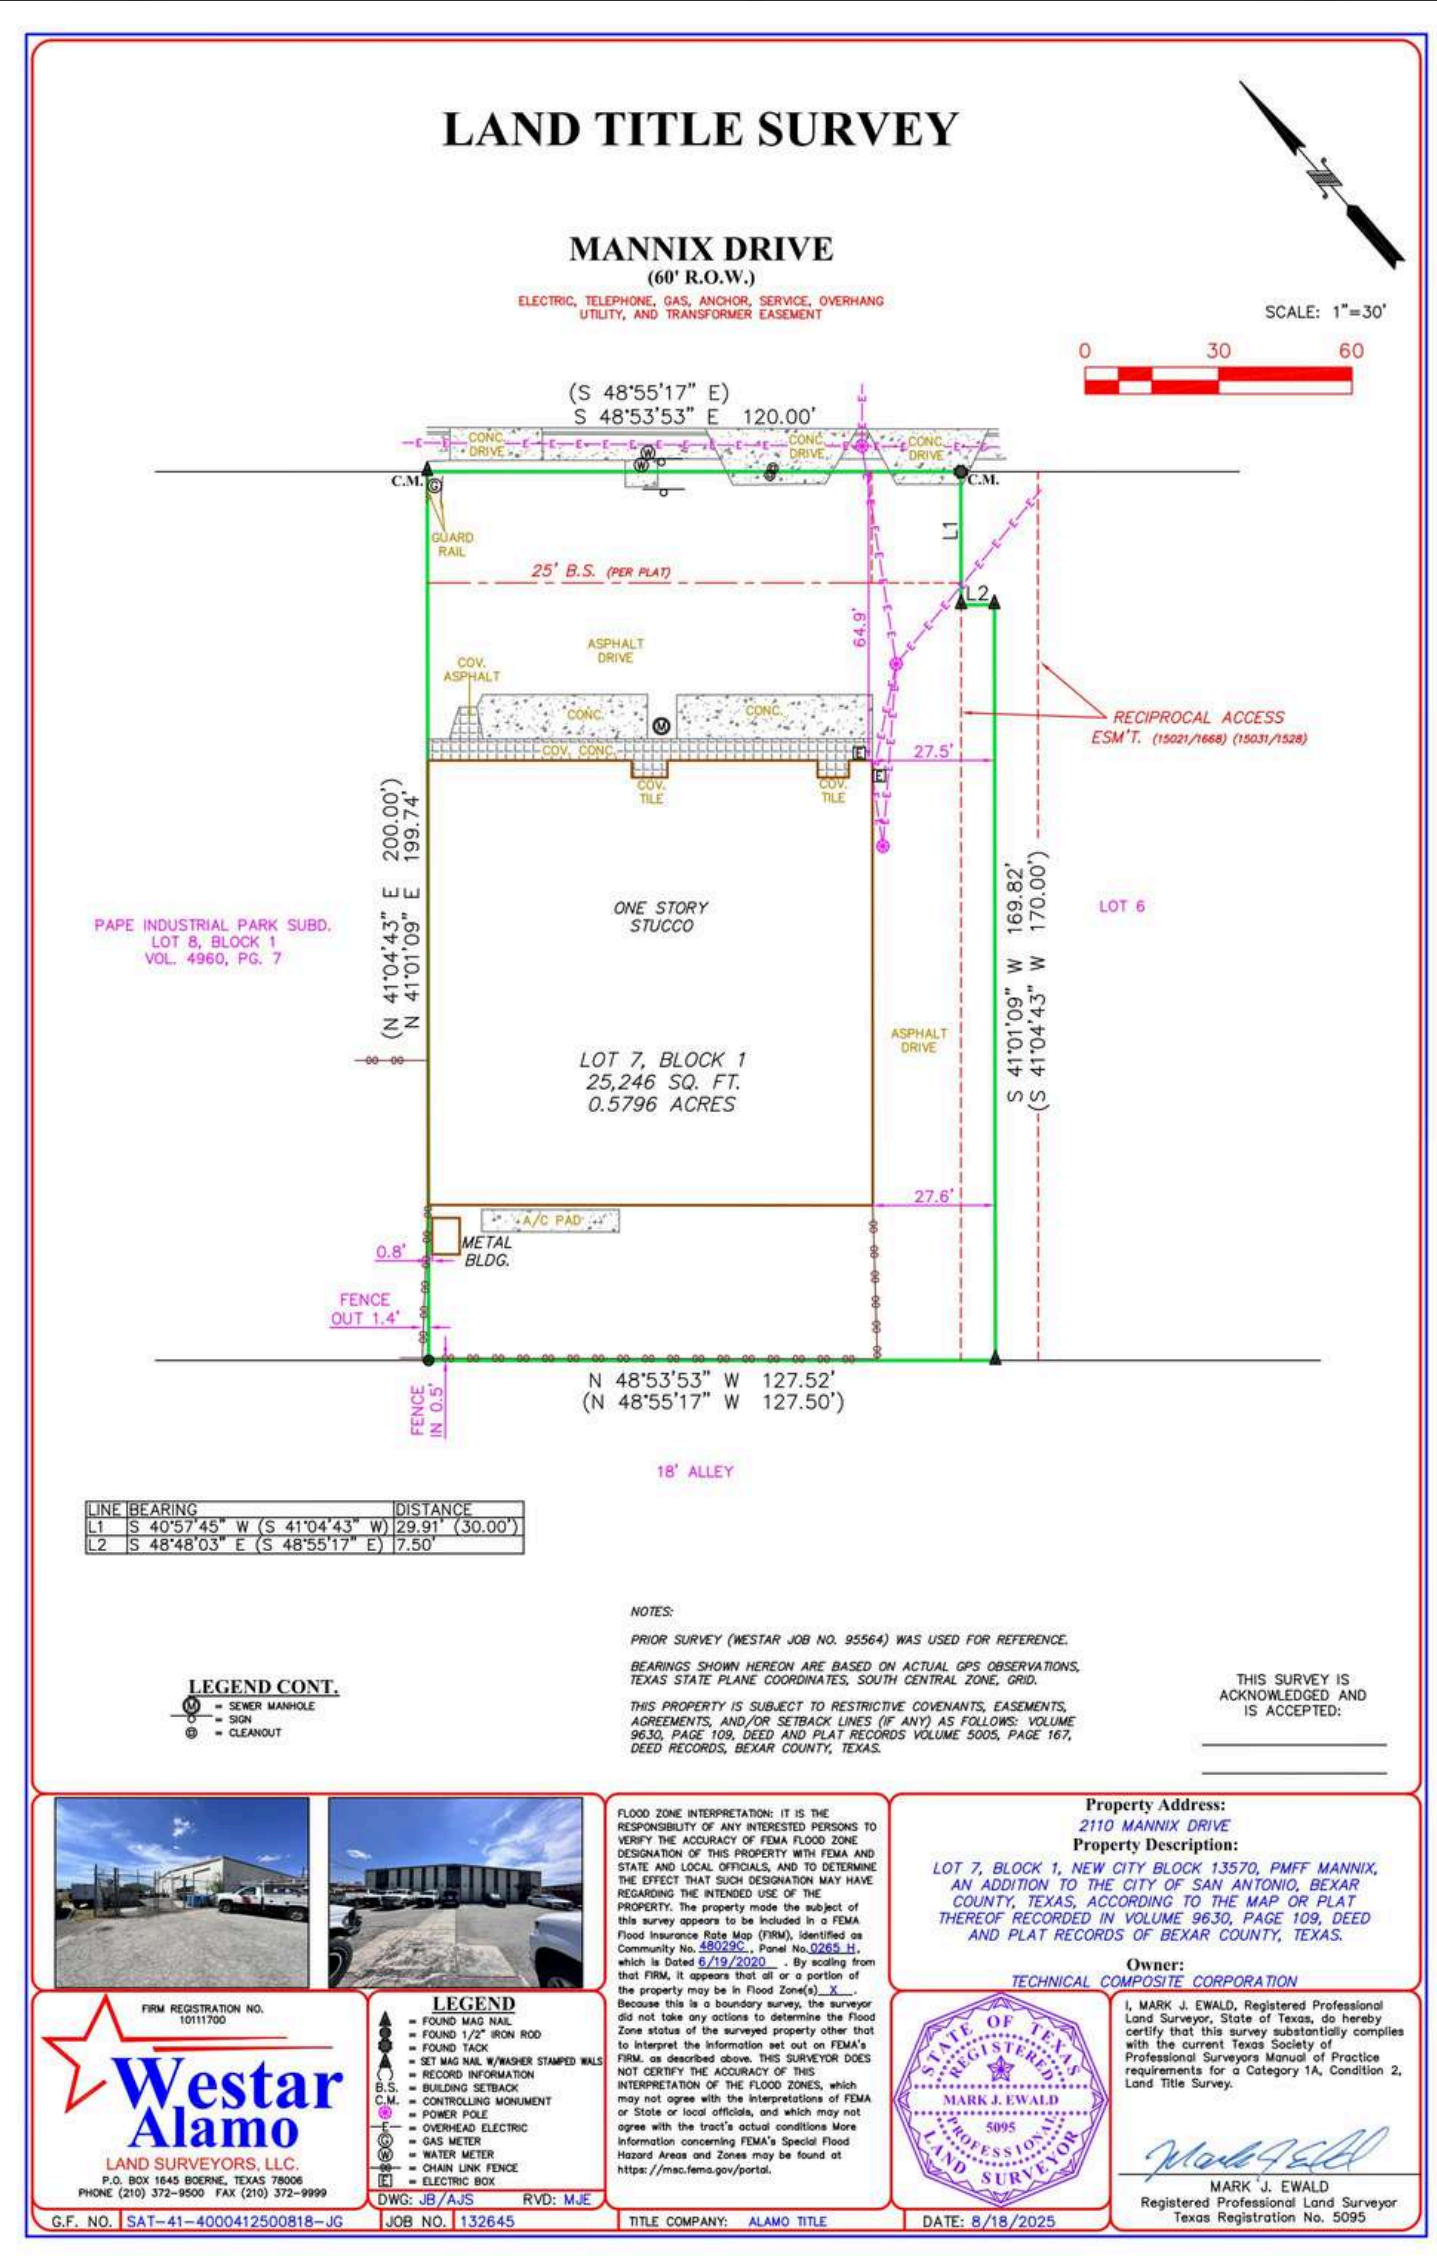 LAND TITLE SURVEY
MANNIX DRIVE
(60' R.O.W.)
ELECTRIC, TELEPHONE, GAS, ANCHOR, SERVICE, OVERHANG
UTILITY, AND TRANSFORMER EASEMENT
SCALE: 1"=30'
0 30 60
(S 48°55'17" E)
S 48°53'53" E 120.00'
CONC.
DRIVE
CONC.
DRIVE
CONC.
DRIVE
C.M.
C.M.
GUARD
RAIL
L1
25' B.S. (PER PLAT)
L2
64.9'
ASPHALT
DRIVE
COV.
ASPHALT
CONC.
CONC.
RECIPROCAL ACCESS
ESM'T. (15021/1668) (15031/1528)
COV. CONC.
27.5'
COV.
TILE
COV.
TILE
(N 41°04'43" E 200.00')
N 41°01'09" E 199.74'
S 41°01'09" W 169.82'
(S 41°04'43" W 170.00')
ONE STORY
STUCCO
LOT 6
PAPE INDUSTRIAL PARK SUBD.
LOT 8, BLOCK 1
VOL. 4960, PG. 7
ASPHALT
DRIVE
LOT 7, BLOCK 1
25,246 SQ. FT.
0.5796 ACRES
27.6'
A/C PAD
METAL
BLDG.
0.8'
FENCE
OUT 1.4'
N 48°53'53" W 127.52'
(N 48°55'17" W 127.50')
FENCE
IN 0.5'
18' ALLEY
LINE BEARING DISTANCE
L1 S 40°57'45" W (S 41°04'43" W) 29.91' (30.00')
L2 S 48°48'03" E (S 48°55'17" E) 7.50'
NOTES:
PRIOR SURVEY (WESTAR JOB NO. 95564) WAS USED FOR REFERENCE.
BEARINGS SHOWN HEREON ARE BASED ON ACTUAL GPS OBSERVATIONS,
TEXAS STATE PLANE COORDINATES, SOUTH CENTRAL ZONE, GRID.
THIS PROPERTY IS SUBJECT TO RESTRICTIVE COVENANTS, EASEMENTS,
AGREEMENTS, AND/OR SETBACK LINES (IF ANY) AS FOLLOWS: VOLUME
9630, PAGE 109, DEED AND PLAT RECORDS VOLUME 5005, PAGE 167,
DEED RECORDS, BEXAR COUNTY, TEXAS.
LEGEND CONT.
M = SEWER MANHOLE
= SIGN
= CLEANOUT
THIS SURVEY IS
ACKNOWLEDGED AND
IS ACCEPTED:
FLOOD ZONE INTERPRETATION: IT IS THE
RESPONSIBILITY OF ANY INTERESTED PERSONS TO
VERIFY THE ACCURACY OF FEMA FLOOD ZONE
DESIGNATION OF THIS PROPERTY WITH FEMA AND
STATE AND LOCAL OFFICIALS, AND TO DETERMINE
THE EFFECT THAT SUCH DESIGNATION MAY HAVE
REGARDING THE INTENDED USE OF THE
PROPERTY. The property made the subject of
this survey appears to be included in a FEMA
Flood Insurance Rate Map (FIRM), identified as
Community No. 48029C, Panel No. 0265 H,
which is Dated 6/19/2020. By scaling from
that FIRM, it appears that all or a portion of
the property may be in Flood Zone(s) X.
Because this is a boundary survey, the surveyor
did not take any actions to determine the Flood
Zone status of the surveyed property other that
to interpret the information set out on FEMA's
FIRM, as described above. THIS SURVEYOR DOES
NOT CERTIFY THE ACCURACY OF THIS
INTERPRETATION OF THE FLOOD ZONES, which
may not agree with the interpretations of FEMA
or State or local officials, and which may not
agree with the tract's actual conditions More
information concerning FEMA's Special Flood
Hazard Areas and Zones may be found at
https://msc.fema.gov/portal.
Property Address:
2110 MANNIX DRIVE
Property Description:
LOT 7, BLOCK 1, NEW CITY BLOCK 13570, PMFF MANNIX,
AN ADDITION TO THE CITY OF SAN ANTONIO, BEXAR
COUNTY, TEXAS, ACCORDING TO THE MAP OR PLAT
THEREOF RECORDED IN VOLUME 9630, PAGE 109, DEED
AND PLAT RECORDS OF BEXAR COUNTY, TEXAS.
Owner:
TECHNICAL COMPOSITE CORPORATION
FIRM REGISTRATION NO.
10111700
Westar
Alamo
LAND SURVEYORS, LLC.
P.O. BOX 1645 BOERNE, TEXAS 78006
PHONE (210) 372-9500 FAX (210) 372-9999
LEGEND
= FOUND MAG NAIL
= FOUND 1/2" IRON ROD
= FOUND TACK
= SET MAG NAIL W/WASHER STAMPED WALS
( ) = RECORD INFORMATION
B.S. = BUILDING SETBACK
C.M. = CONTROLLING MONUMENT
= POWER POLE
E = OVERHEAD ELECTRIC
G = GAS METER
W = WATER METER
= CHAIN LINK FENCE
E = ELECTRIC BOX
DWG: JB/AJS RVD: MJE
STATE OF TEXAS
REGISTERED
MARK J. EWALD
5095
PROFESSIONAL
LAND SURVEYOR
I, MARK J. EWALD, Registered Professional
Land Surveyor, State of Texas, do hereby
certify that this survey substantially complies
with the current Texas Society of
Professional Surveyors Manual of Practice
requirements for a Category 1A, Condition 2,
Land Title Survey.
MARK J. EWALD
Registered Professional Land Surveyor
Texas Registration No. 5095
G.F. NO. SAT-41-4000412500818-JG
JOB NO. 132645
TITLE COMPANY: ALAMO TITLE
DATE: 8/18/2025